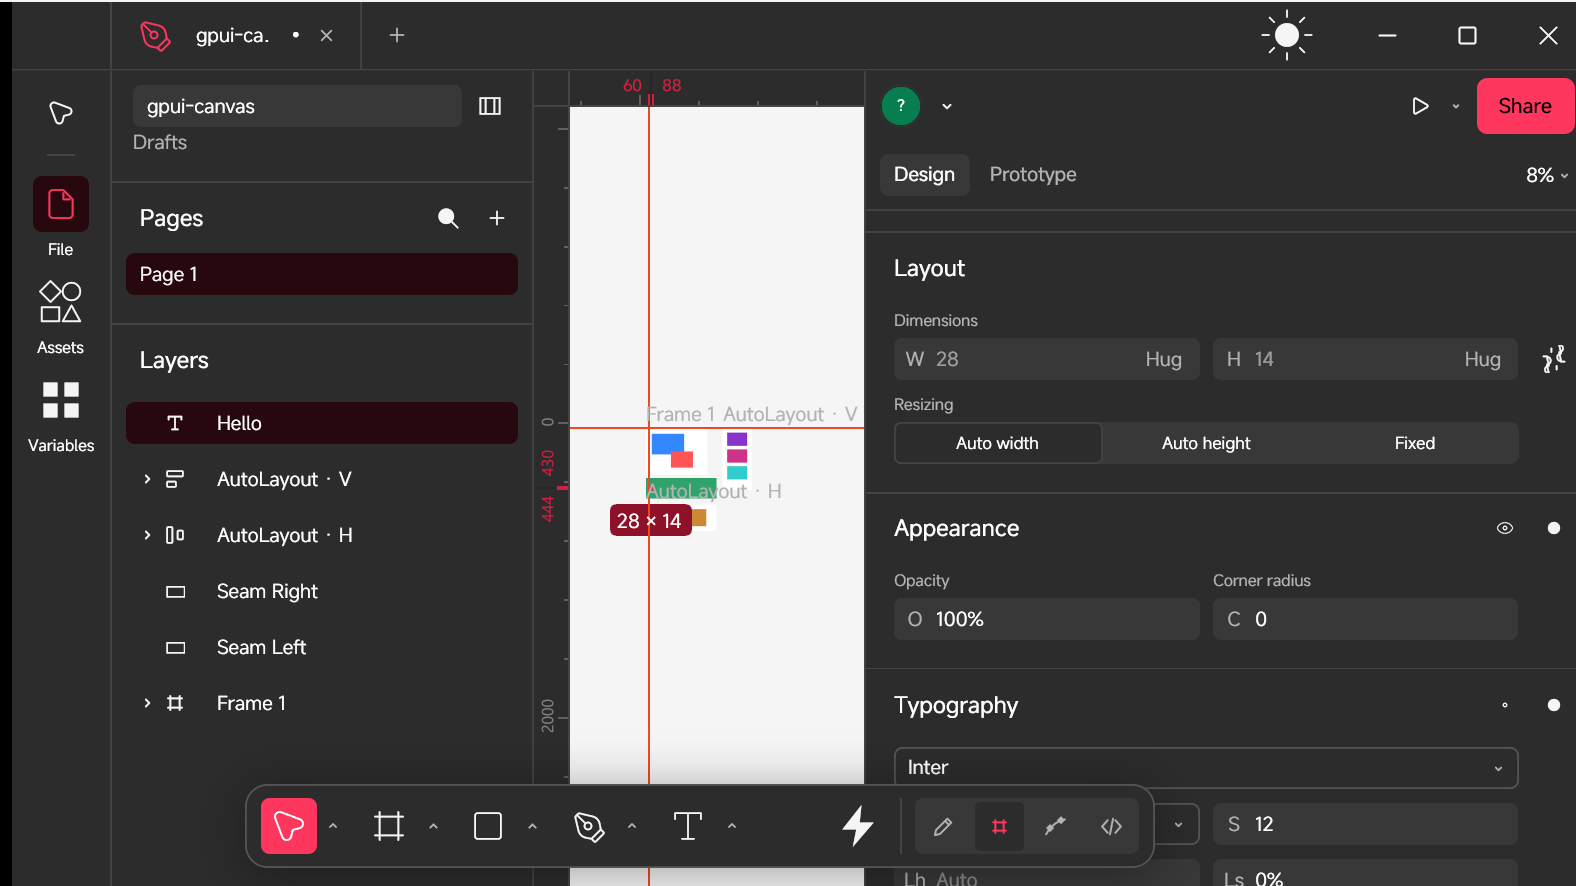 gpui-ca.
60 88
gpui-canvas
Drafts
?
Share
Design
Prototype
8%
Pages
File
Page 1
Assets
Variables
Layers
Hello
AutoLayout · V
AutoLayout · H
Seam Right
Seam Left
Frame 1
0
430
444
2000
Frame 1 AutoLayout · V
AutoLayout · H
28 × 14
Layout
Dimensions
W 28 Hug
H 14 Hug
Resizing
Auto width
Auto height
Fixed
Appearance
Opacity
Corner radius
O 100%
C 0
Typography
Inter
S 12
Lh Auto
Ls 0%